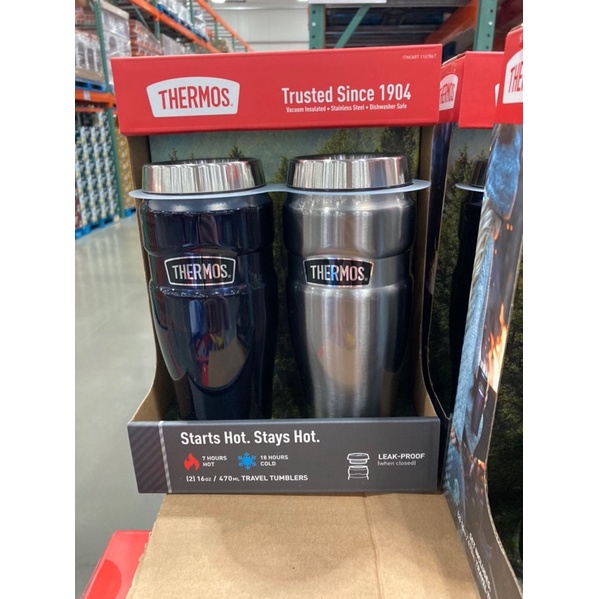 THERMOS
Trusted Since 1904
Vacuum Insulated • Stainless Steel • Dishwasher Safe
THERMOS
THERMOS
Starts Hot. Stays Hot.
7 HOURS
HOT
18 HOURS
COLD
LEAK-PROOF
(when closed)
(2) 16oz / 470mL TRAVEL TUMBLERS